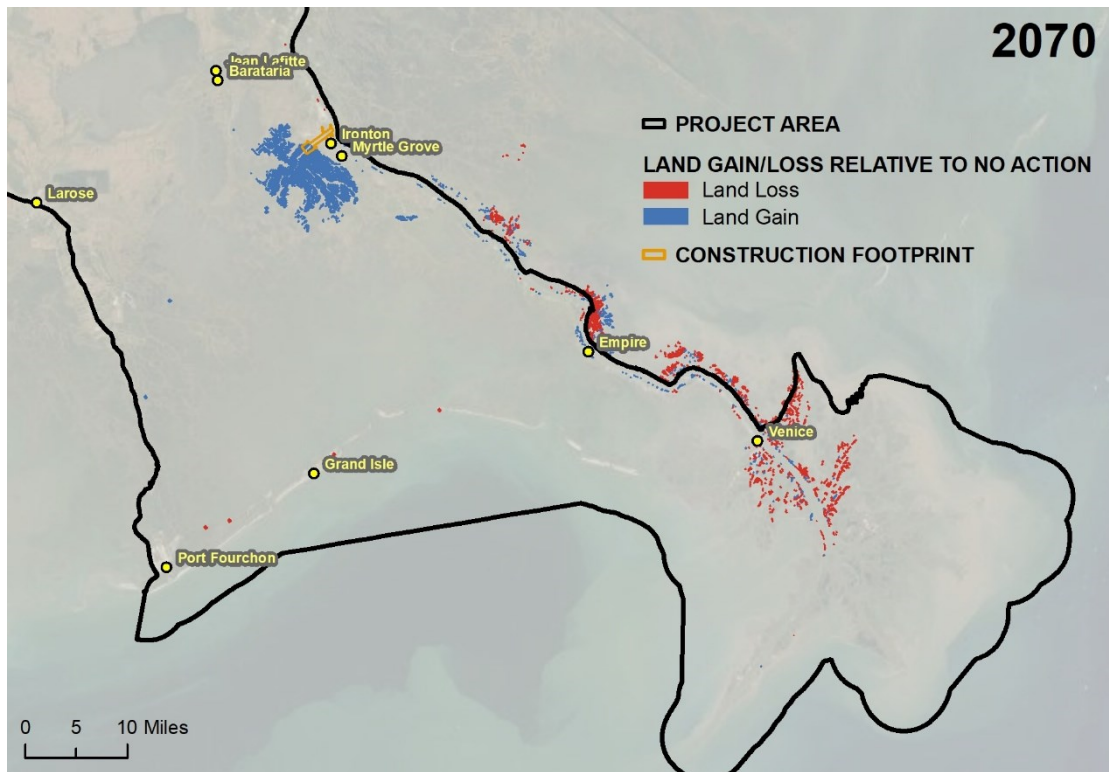 2070
Jean Lafitte
Barataria
Ironton
Myrtle Grove
Larose
PROJECT AREA
LAND GAIN/LOSS RELATIVE TO NO ACTION
Land Loss
Land Gain
CONSTRUCTION FOOTPRINT
Empire
Venice
Grand Isle
Port Fourchon
0 5 10 Miles